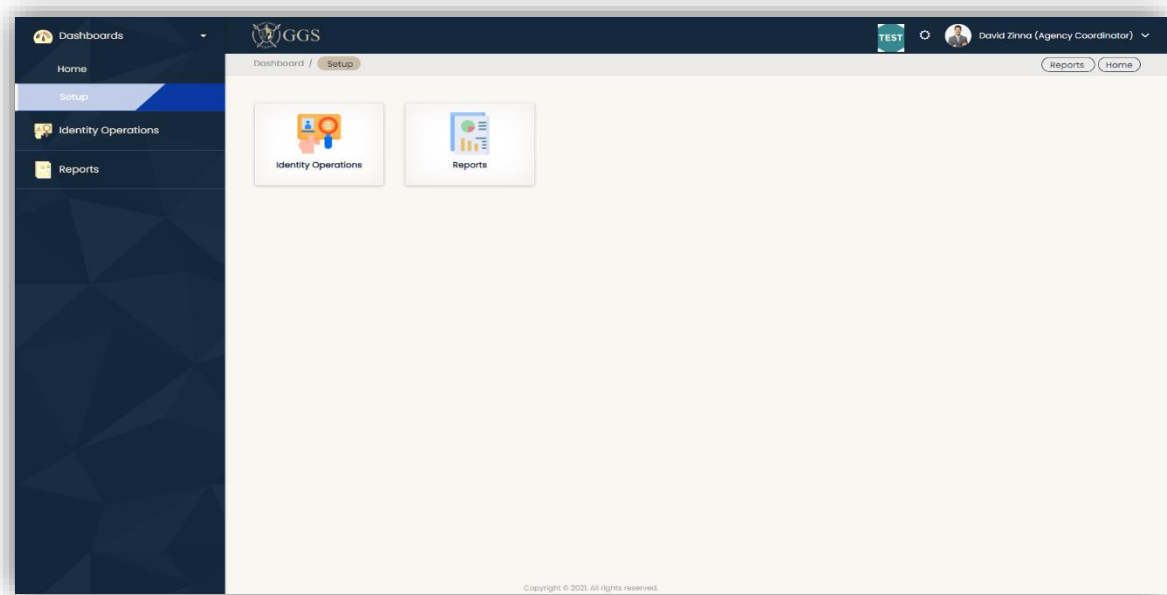 Dashboards
GGS
TEST
David Zinna (Agency Coordinator)
Home
Dashboard / Setup
Reports
Home
Setup
Identity Operations
Reports
Identity Operations
Reports
Copyright © 2021. All rights reserved.